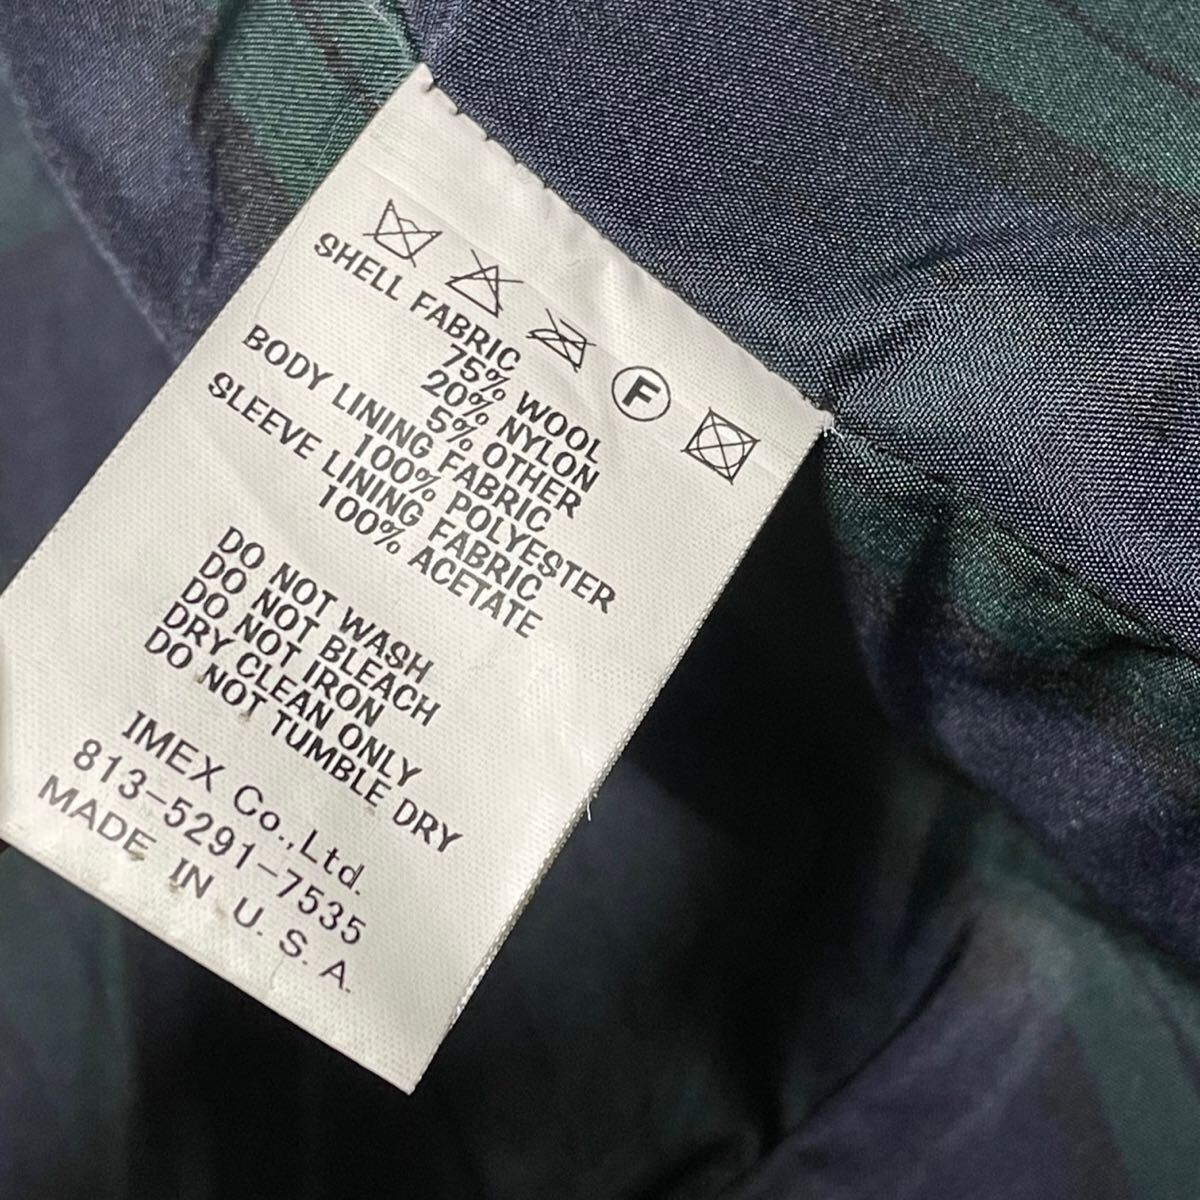 F
SHELL FABRIC
75% WOOL
20% NYLON
5% OTHER
BODY LINING FABRIC
100% POLYESTER
SLEEVE LINING FABRIC
100% ACETATE
DO NOT WASH
DO NOT BLEACH
DO NOT IRON
DRY CLEAN ONLY
DO NOT TUMBLE DRY
IMEX Co.,Ltd.
813-5291-7535
MADE IN U.S.A.